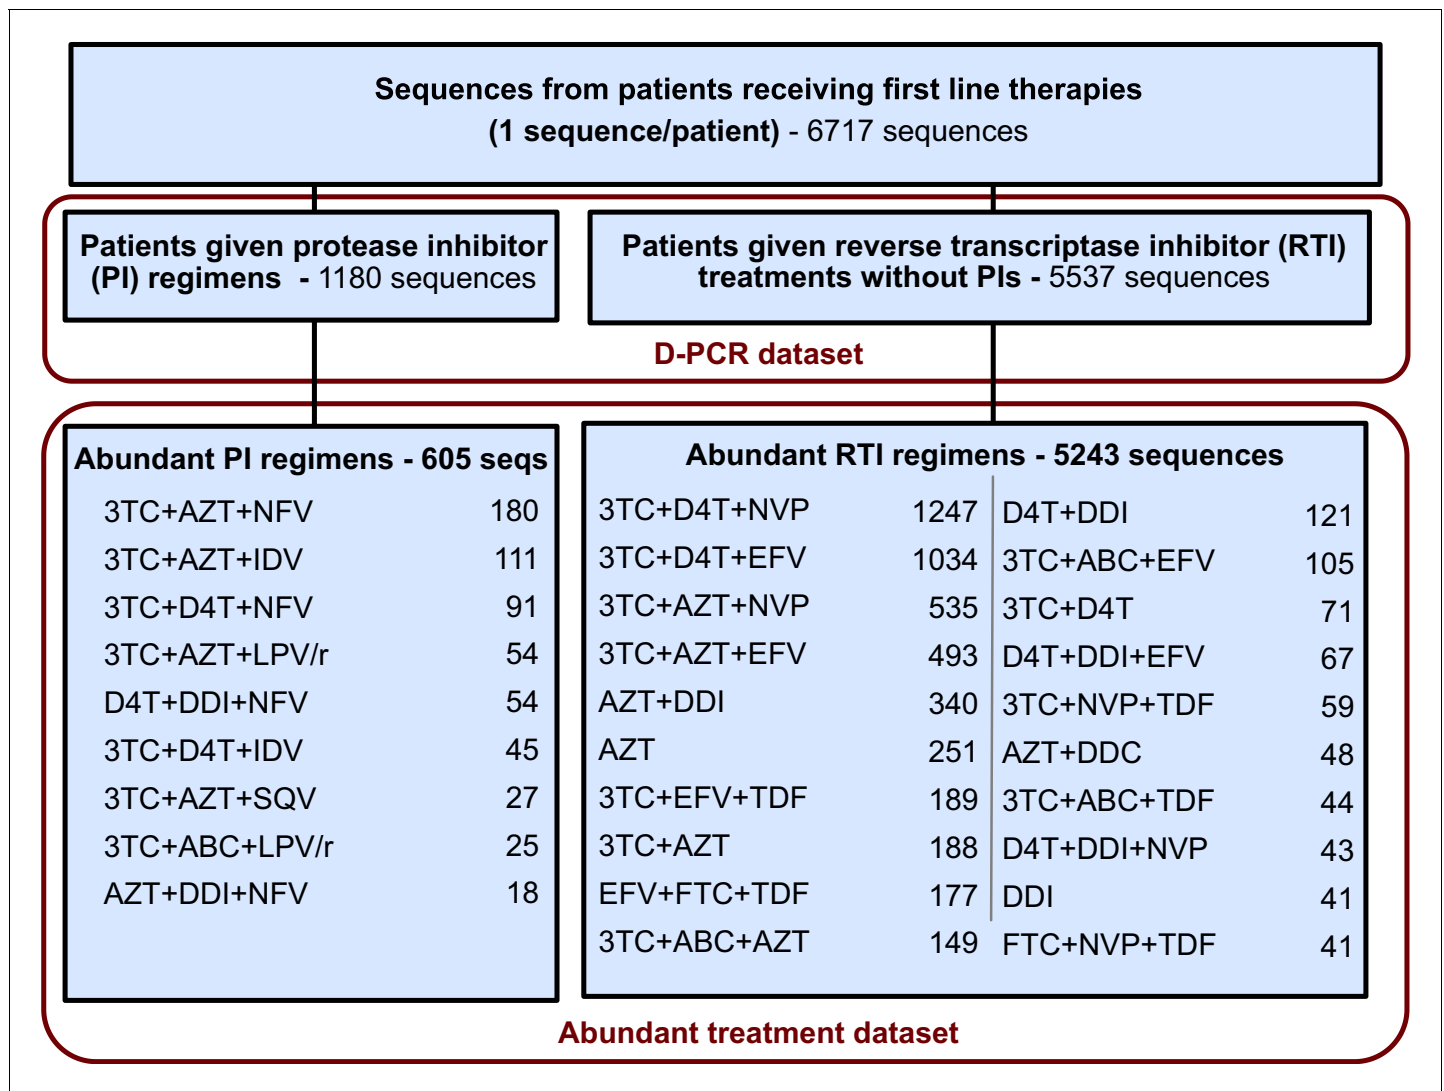 Sequences from patients receiving first line therapies
(1 sequence/patient) - 6717 sequences
Patients given protease inhibitor
(PI) regimens - 1180 sequences
Patients given reverse transcriptase inhibitor (RTI)
treatments without PIs - 5537 sequences
D-PCR dataset
Abundant PI regimens - 605 seqs
3TC+AZT+NFV 180
3TC+AZT+IDV 111
3TC+D4T+NFV 91
3TC+AZT+LPV/r 54
D4T+DDI+NFV 54
3TC+D4T+IDV 45
3TC+AZT+SQV 27
3TC+ABC+LPV/r 25
AZT+DDI+NFV 18
Abundant RTI regimens - 5243 sequences
3TC+D4T+NVP 1247
3TC+D4T+EFV 1034
3TC+AZT+NVP 535
3TC+AZT+EFV 493
AZT+DDI 340
AZT 251
3TC+EFV+TDF 189
3TC+AZT 188
EFV+FTC+TDF 177
3TC+ABC+AZT 149
D4T+DDI 121
3TC+ABC+EFV 105
3TC+D4T 71
D4T+DDI+EFV 67
3TC+NVP+TDF 59
AZT+DDC 48
3TC+ABC+TDF 44
D4T+DDI+NVP 43
DDI 41
FTC+NVP+TDF 41
Abundant treatment dataset